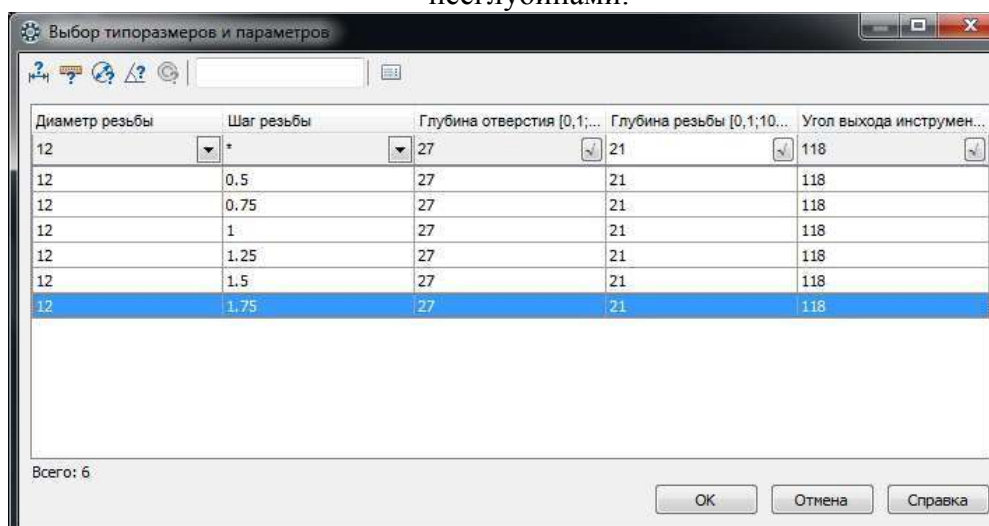 Выбор типоразмеров и параметров
Диаметр резьбы Шаг резьбы Глубина отверстия [0,1;... Глубина резьбы [0,1;10... Угол выхода инструмен...
12 * 27 21 118
12 0.5 27 21 118
12 0.75 27 21 118
12 1 27 21 118
12 1.25 27 21 118
12 1.5 27 21 118
12 1.75 27 21 118
Всего: 6
OK Отмена Справка